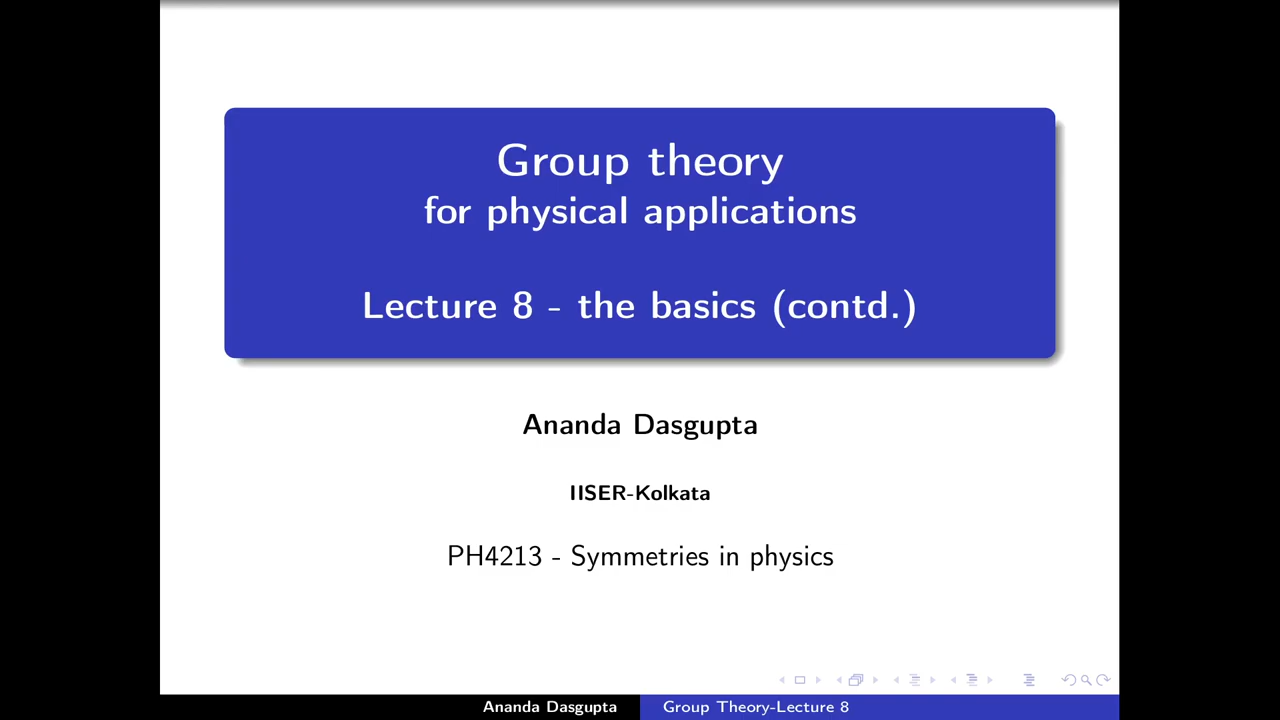 Group theory
for physical applications
Lecture 8 - the basics (contd.)
Ananda Dasgupta
IISER-Kolkata
PH4213 - Symmetries in physics
Ananda Dasgupta
Group Theory-Lecture 8